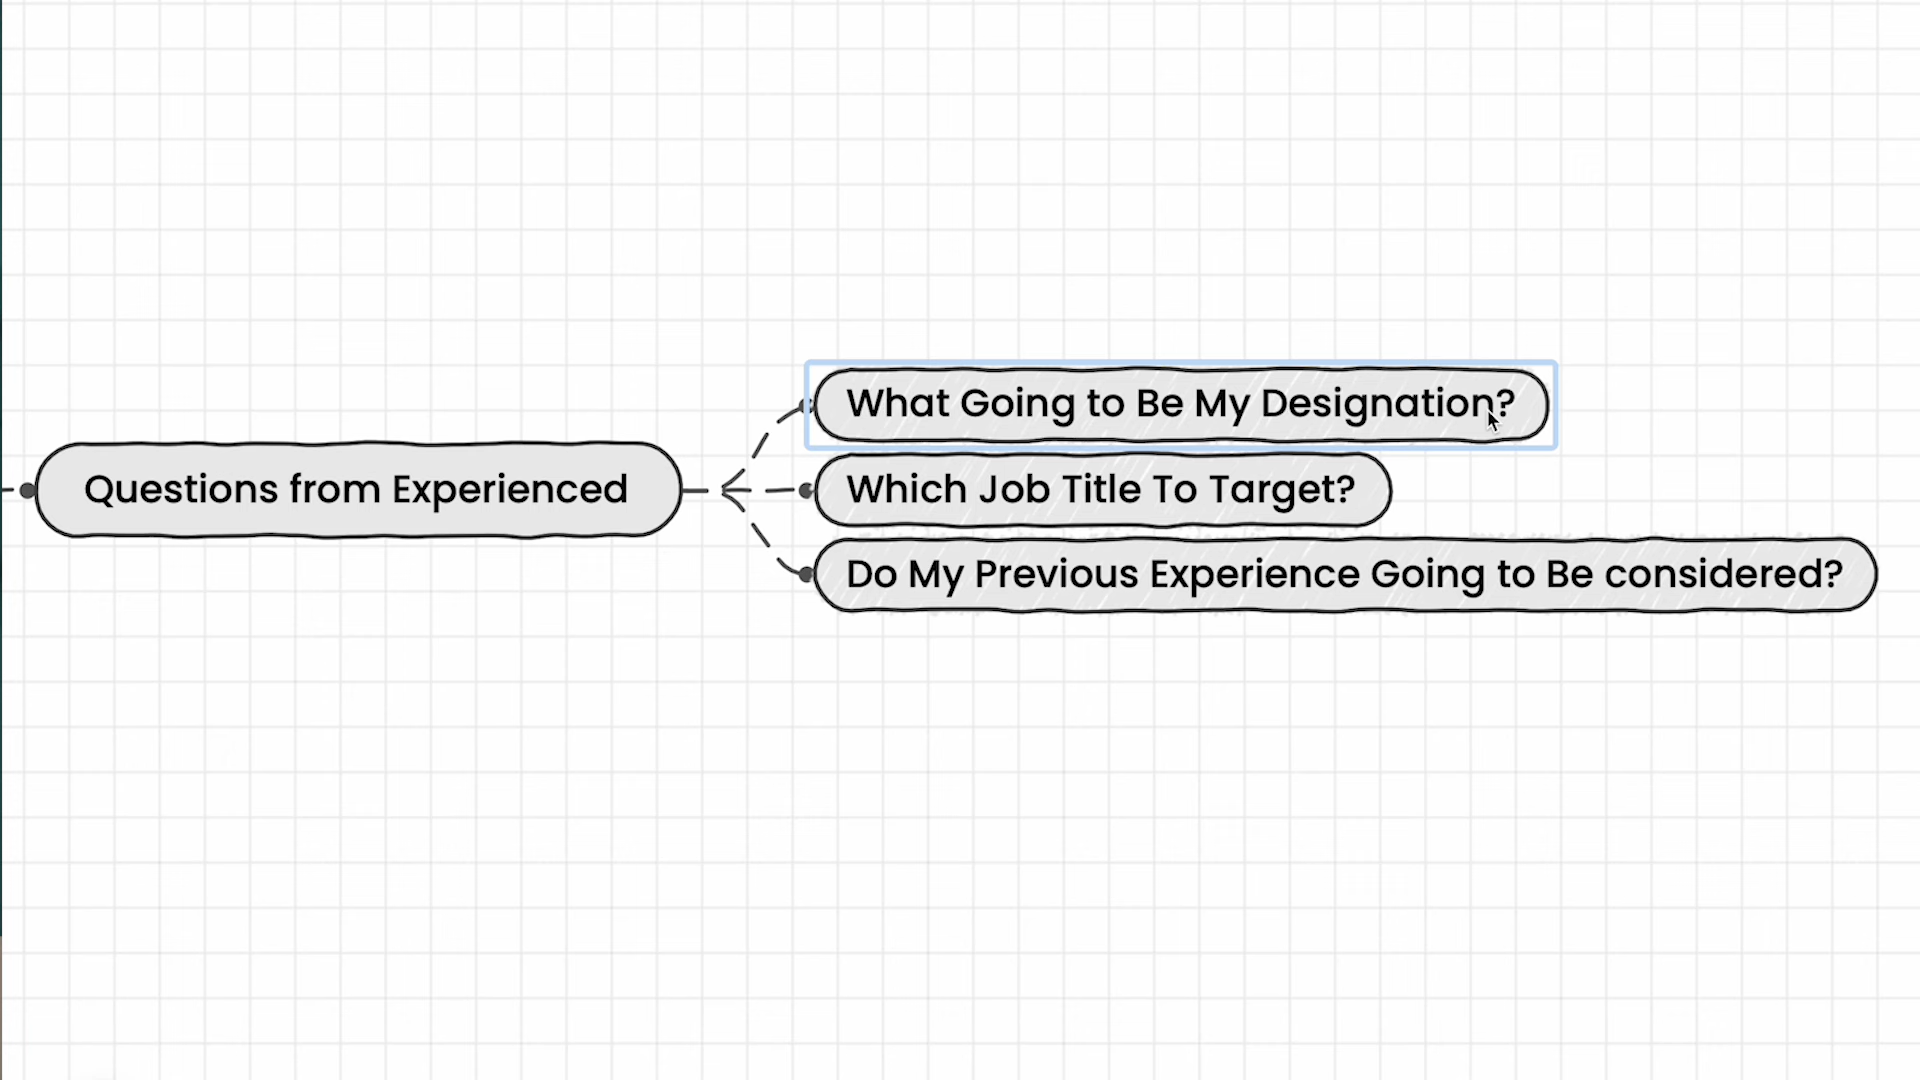 Questions from Experienced
What Going to Be My Designation?
Which Job Title To Target?
Do My Previous Experience Going to Be considered?